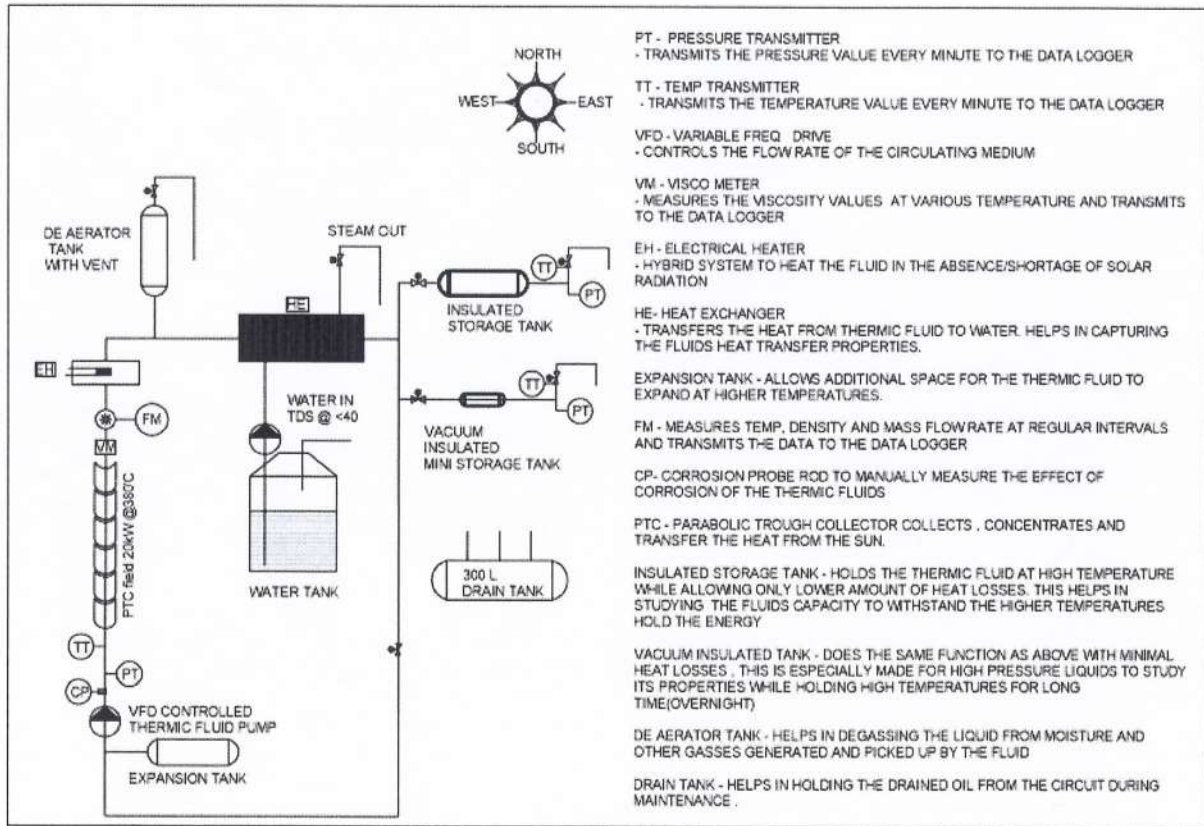 NORTH
WEST
EAST
SOUTH
DE AERATOR
TANK
WITH VENT
STEAM OUT
HE
TT
PT
INSULATED
STORAGE TANK
EH
WATER IN
TDS @ <40
TT
PT
FM
VACUUM
INSULATED
MINI STORAGE TANK
VM
PTC field 20kW @380'C
WATER TANK
300 L
DRAIN TANK
TT
PT
CP
VFD CONTROLLED
THERMIC FLUID PUMP
EXPANSION TANK
PT - PRESSURE TRANSMITTER
- TRANSMITS THE PRESSURE VALUE EVERY MINUTE TO THE DATA LOGGER
TT - TEMP TRANSMITTER
- TRANSMITS THE TEMPERATURE VALUE EVERY MINUTE TO THE DATA LOGGER
VFD - VARIABLE FREQ DRIVE
- CONTROLS THE FLOW RATE OF THE CIRCULATING MEDIUM
VM - VISCO METER
- MEASURES THE VISCOSITY VALUES AT VARIOUS TEMPERATURE AND TRANSMITS
TO THE DATA LOGGER
EH - ELECTRICAL HEATER
- HYBRID SYSTEM TO HEAT THE FLUID IN THE ABSENCE/SHORTAGE OF SOLAR
RADIATION
HE- HEAT EXCHANGER
- TRANSFERS THE HEAT FROM THERMIC FLUID TO WATER. HELPS IN CAPTURING
THE FLUIDS HEAT TRANSFER PROPERTIES.
EXPANSION TANK - ALLOWS ADDITIONAL SPACE FOR THE THERMIC FLUID TO
EXPAND AT HIGHER TEMPERATURES.
FM - MEASURES TEMP, DENSITY AND MASS FLOW RATE AT REGULAR INTERVALS
AND TRANSMITS THE DATA TO THE DATA LOGGER
CP- CORROSION PROBE ROD TO MANUALLY MEASURE THE EFFECT OF
CORROSION OF THE THERMIC FLUIDS
PTC - PARABOLIC TROUGH COLLECTOR COLLECTS , CONCENTRATES AND
TRANSFER THE HEAT FROM THE SUN.
INSULATED STORAGE TANK - HOLDS THE THERMIC FLUID AT HIGH TEMPERATURE
WHILE ALLOWING ONLY LOWER AMOUNT OF HEAT LOSSES. THIS HELPS IN
STUDYING THE FLUIDS CAPACITY TO WITHSTAND THE HIGHER TEMPERATURES
HOLD THE ENERGY
VACUUM INSULATED TANK - DOES THE SAME FUNCTION AS ABOVE WITH MINIMAL
HEAT LOSSES . THIS IS ESPECIALLY MADE FOR HIGH PRESSURE LIQUIDS TO STUDY
ITS PROPERTIES WHILE HOLDING HIGH TEMPERATURES FOR LONG
TIME(OVERNIGHT)
DE AERATOR TANK - HELPS IN DEGASSING THE LIQUID FROM MOISTURE AND
OTHER GASSES GENERATED AND PICKED UP BY THE FLUID
DRAIN TANK - HELPS IN HOLDING THE DRAINED OIL FROM THE CIRCUIT DURING
MAINTENANCE .